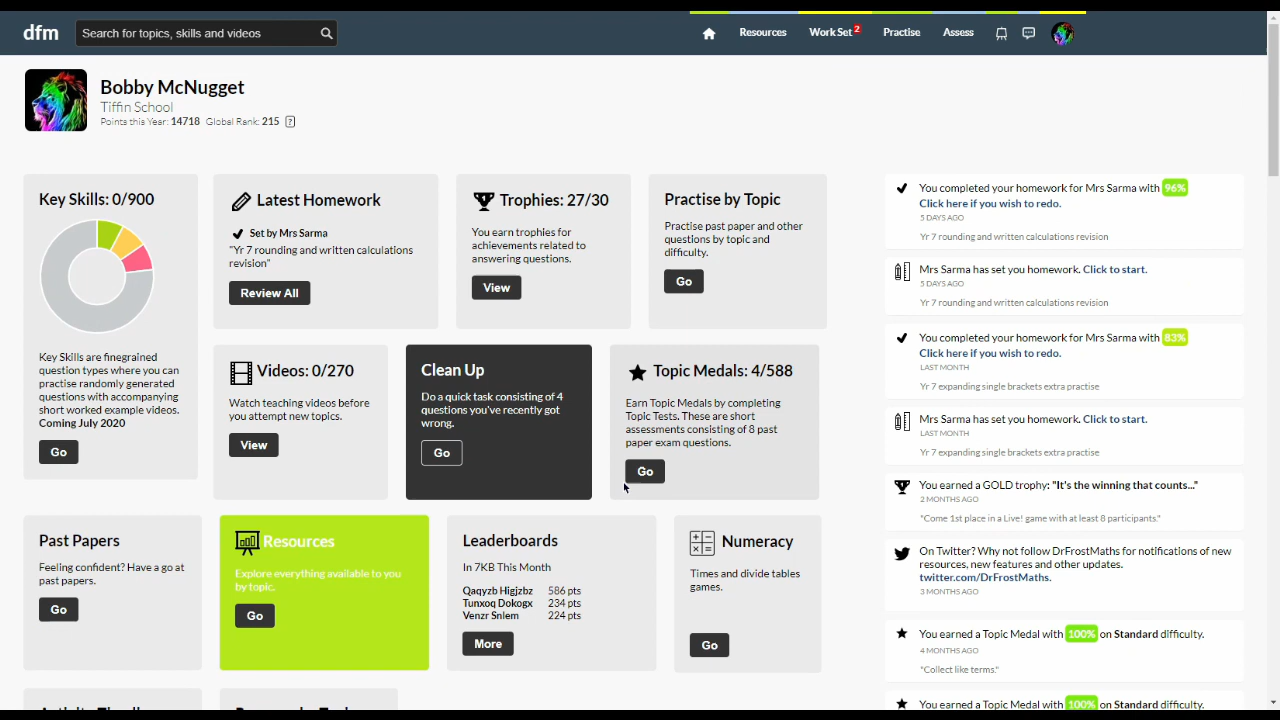 dfm
Search for topics, skills and videos
Resources
Work Set 2
Practise
Assess
Bobby McNugget
Tiffin School
Points this Year: 14718 Global Rank: 215 ?
Key Skills: 0/900
Key Skills are finegrained
question types where you can
practise randomly generated
questions with accompanying
short worked example videos.
Coming July 2020
Go
Latest Homework
Set by Mrs Sarma
"Yr 7 rounding and written calculations
revision"
Review All
Trophies: 27/30
You earn trophies for
achievements related to
answering questions.
View
Practise by Topic
Practise past paper and other
questions by topic and
difficulty.
Go
Videos: 0/270
Watch teaching videos before
you attempt new topics.
View
Clean Up
Do a quick task consisting of 4
questions you've recently got
wrong.
Go
Topic Medals: 4/588
Earn Topic Medals by completing
Topic Tests. These are short
assessments consisting of 8 past
paper exam questions.
Go
Past Papers
Feeling confident? Have a go at
past papers.
Go
Resources
Explore everything available to you
by topic.
Go
Leaderboards
In 7KB This Month
Qaqyzb Higjzbz 586 pts
Tunxoq Dokogx 234 pts
Venzr Snlem 224 pts
More
Numeracy
Times and divide tables
games.
Go
You completed your homework for Mrs Sarma with 96%
Click here if you wish to redo.
5 DAYS AGO
Yr 7 rounding and written calculations revision
Mrs Sarma has set you homework. Click to start.
5 DAYS AGO
Yr 7 rounding and written calculations revision
You completed your homework for Mrs Sarma with 83%
Click here if you wish to redo.
LAST MONTH
Yr 7 expanding single brackets extra practise
Mrs Sarma has set you homework. Click to start.
LAST MONTH
Yr 7 expanding single brackets extra practise
You earned a GOLD trophy: "It's the winning that counts..."
2 MONTHS AGO
"Come 1st place in a Live! game with at least 8 participants."
On Twitter? Why not follow DrFrostMaths for notifications of new
resources, new features and other updates.
twitter.com/DrFrostMaths.
3 MONTHS AGO
You earned a Topic Medal with 100% on Standard difficulty.
4 MONTHS AGO
"Collect like terms."
You earned a Topic Medal with 100% on Standard difficulty.